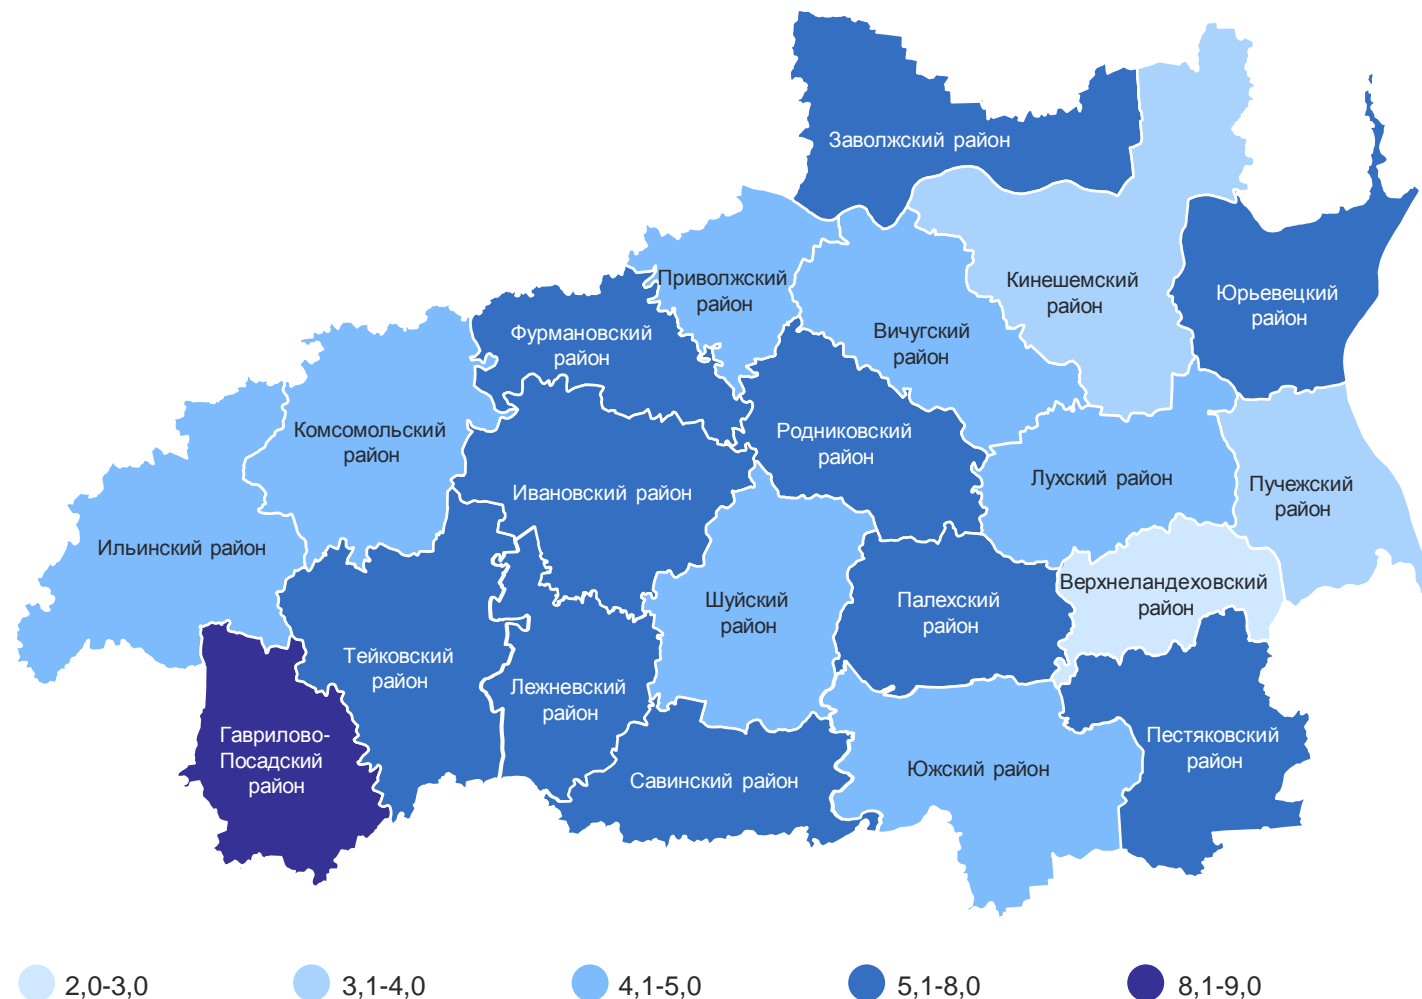 Заволжский район
Приволжский
район
Кинешемский
район
Юрьевецкий
район
Фурмановский
район
Вичугский
район
Комсомольский
район
Родниковский
район
Ивановский район
Лухский район
Пучежский
район
Ильинский район
Шуйский
район
Палехский
район
Верхнеландеховский
район
Тейковский
район
Лежневский
район
Гаврилово-
Посадский
район
Савинский район
Южский район
Пестяковский
район
2,0-3,0
3,1-4,0
4,1-5,0
5,1-8,0
8,1-9,0